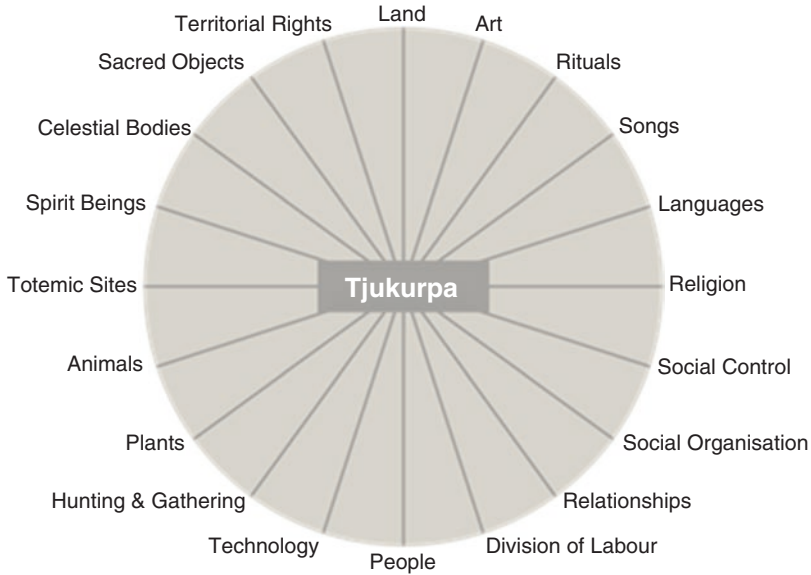 Land
Art
Rituals
Songs
Languages
Religion
Social Control
Social Organisation
Relationships
Division of Labour
People
Technology
Hunting & Gathering
Plants
Animals
Totemic Sites
Spirit Beings
Celestial Bodies
Sacred Objects
Territorial Rights
Tjukurpa